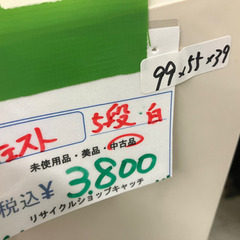 99×55×39
ェスト 5段 白
未使用品・美品・中古品
税込¥3800
リサイクルショップキャッチ